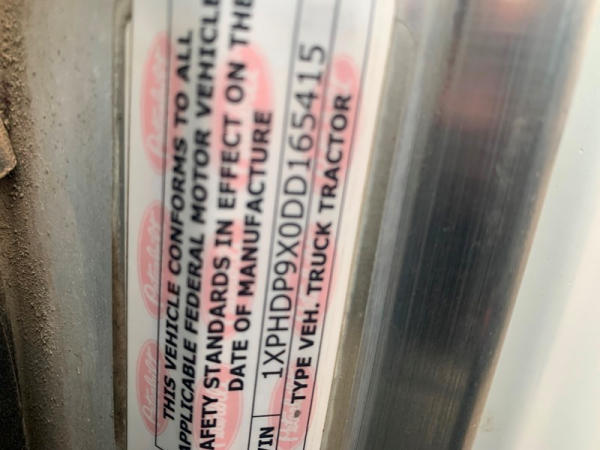 THIS VEHICLE CONFORMS TO ALL
APPLICABLE FEDERAL MOTOR VEHICLE
SAFETY STANDARDS IN EFFECT ON THE
DATE OF MANUFACTURE
VIN 1XPHDP9X0DD165415
TYPE VEH. TRUCK TRACTOR